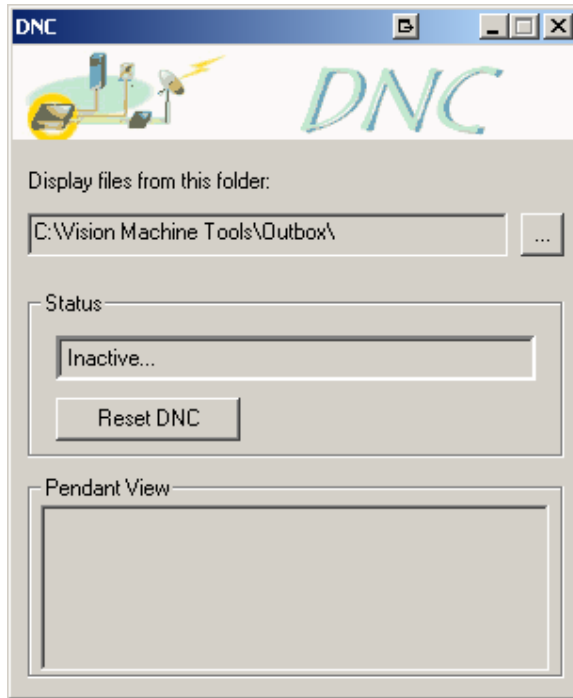 DNC
DNC
Display files from this folder:
C:\Vision Machine Tools\Outbox\
...
Status
Inactive...
Reset DNC
Pendant View